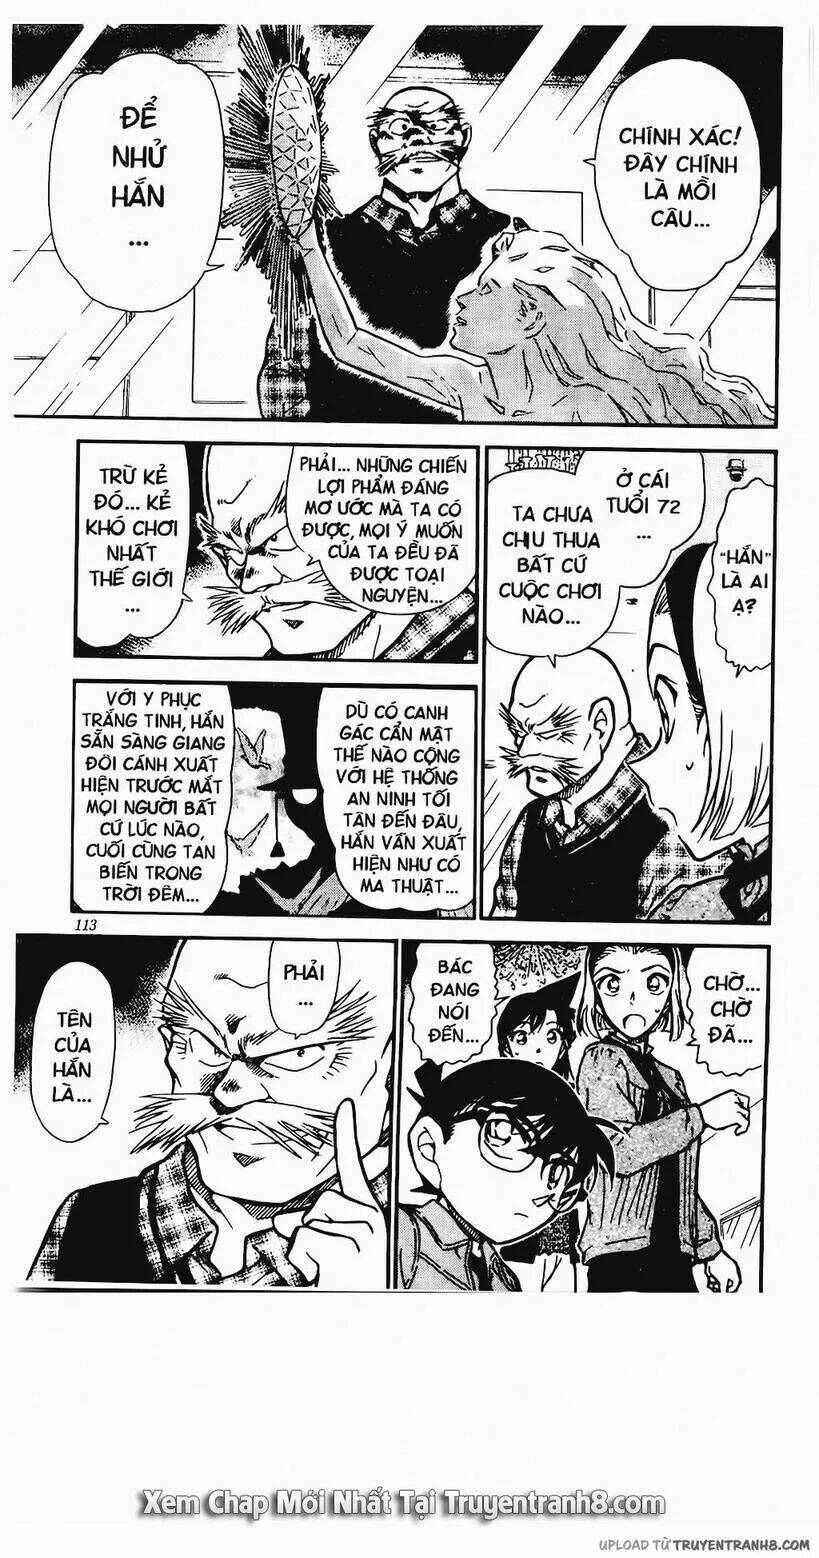 CHÍNH XÁC!
ĐÂY CHÍNH
LÀ MỒI
CÂU...
ĐỂ
NHỬ
HẮN
...
"HẮN"
LÀ AI
Ạ?
Ở CÁI
TUỔI 72
...
TA CHƯA
CHỊU THUA
BẤT CỨ
CUỘC CHƠI
NÀO...
PHẢI... NHỮNG CHIẾN
LỢI PHẨM ĐÁNG
MƠ ƯỚC MÀ TA CÓ
ĐƯỢC, MỌI Ý MUỐN
CỦA TA ĐỀU ĐÃ
ĐƯỢC TOẠI
NGUYỆN...
TRỪ KẺ
ĐÓ... KẺ
KHÓ CHƠI
NHẤT
THẾ GIỚI
...
DÙ CÓ CANH
GÁC CẨN MẬT
THẾ NÀO CỘNG
VỚI HỆ THỐNG
AN NINH TỐI
TÂN ĐẾN ĐÂU,
HẮN VẪN XUẤT
HIỆN NHƯ CÓ
MA THUẬT...
VỚI Y PHỤC
TRẮNG TINH, HẮN
SẴN SÀNG GIANG
ĐÔI CÁNH XUẤT
HIỆN TRƯỚC MẮT
MỌI NGƯỜI BẤT
CỨ LÚC NÀO,
CUỐI CÙNG TAN
BIẾN TRONG
TRỜI ĐÊM...
113
CHỜ...
CHỜ
ĐÃ...
BÁC
ĐANG
NÓI
ĐẾN...
PHẢI
...
TÊN
CỦA
HẮN
LÀ...
Xem Chap Mới Nhất Tại Truyentranh8.com
UPLOAD TỪ TRUYENTRANH8.COM